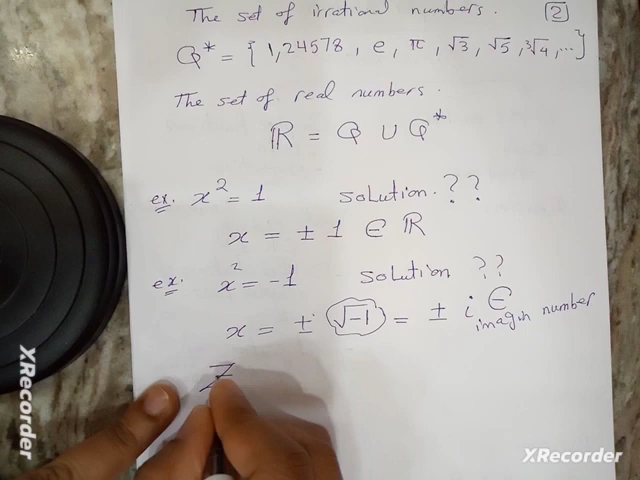 The set of irrational numbers. 2
Q* = { 1,24578 , e , π , √3 , √5 , ∛4 , ...}
The set of real numbers.
ℝ = Q ∪ Q*
ex. x² = 1 solution. ? ?
x = ± 1 ∈ ℝ
ex. x² = -1 solution ??
x = ± √-1 = ± i ∈
imagin number
Z
XRecorder
XRecorder